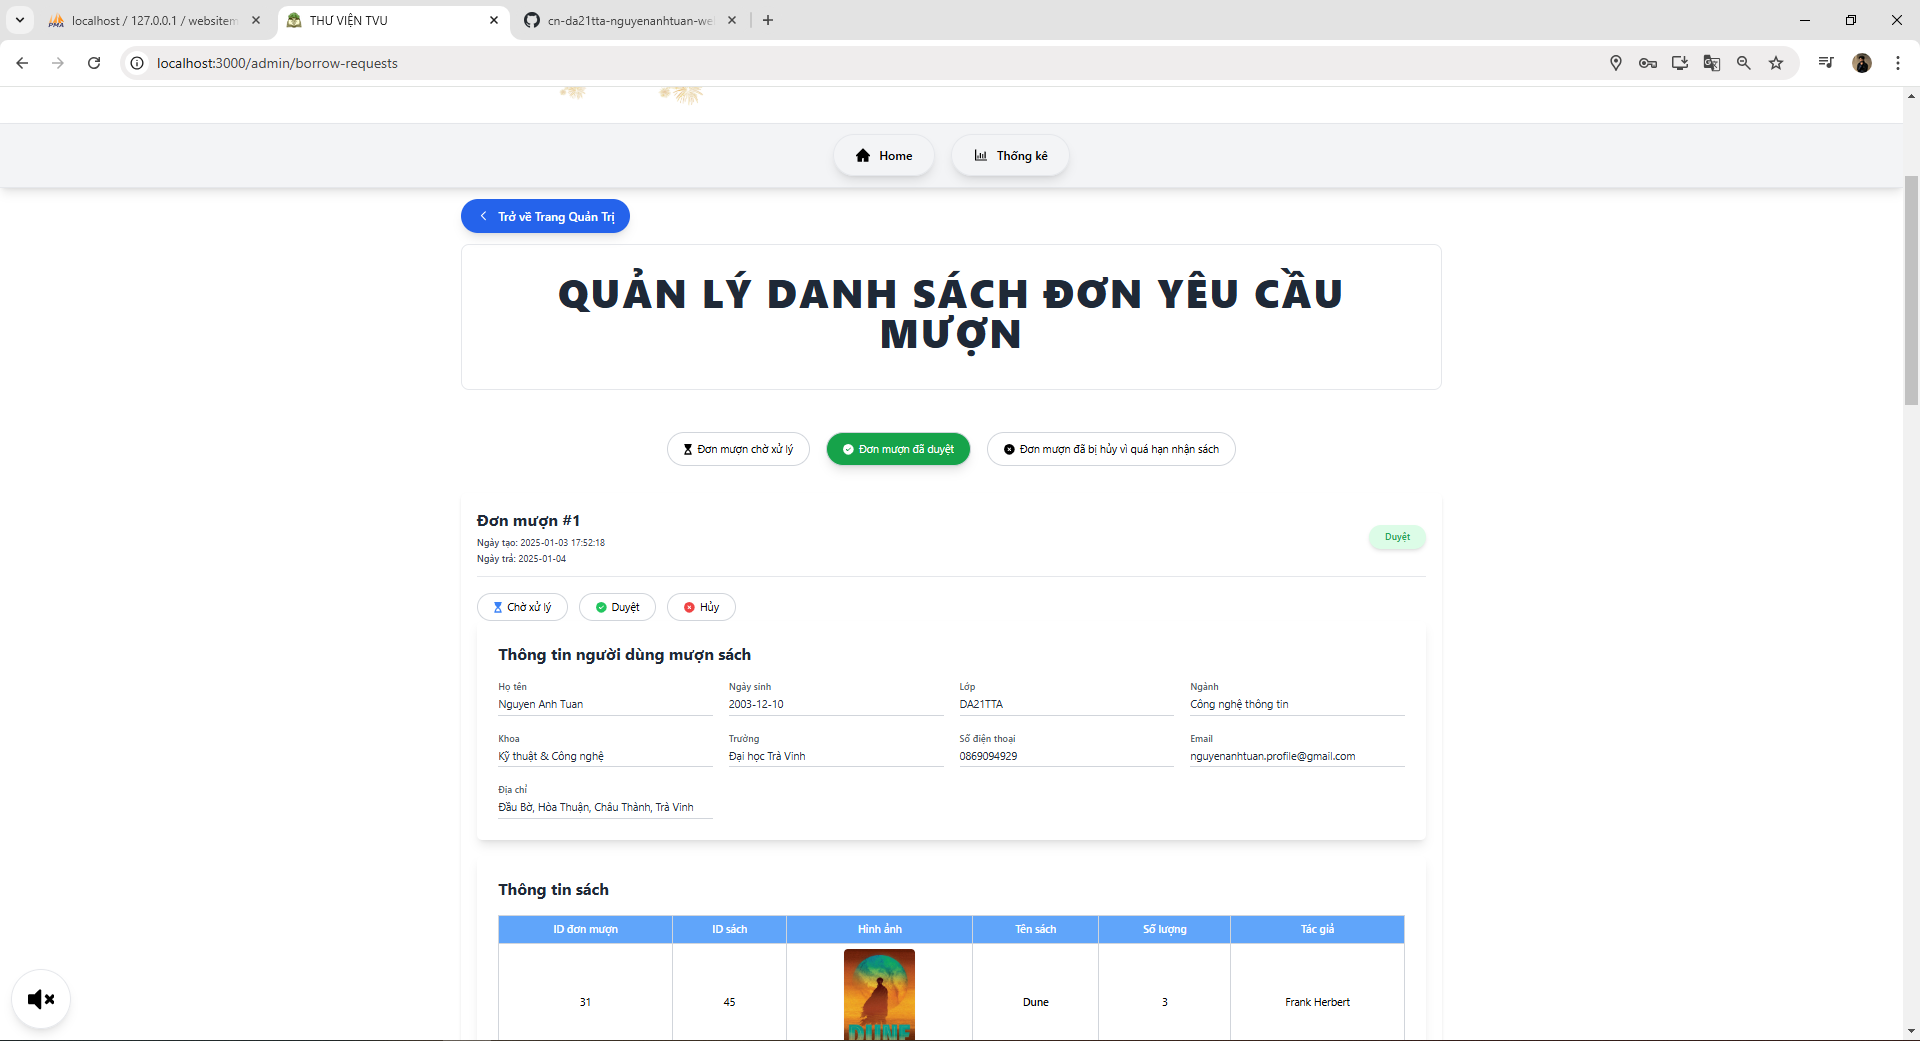 localhost / 127.0.0.1 / websitem
THƯ VIỆN TVU
cn-da21tta-nguyenanhtuan-we
localhost:3000/admin/borrow-requests
Home
Thống kê
Trở về Trang Quản Trị
QUẢN LÝ DANH SÁCH ĐƠN YÊU CẦU
MƯỢN
Đơn mượn chờ xử lý
Đơn mượn đã duyệt
Đơn mượn đã bị hủy vì quá hạn nhận sách
Đơn mượn #1
Ngày tạo: 2025-01-03 17:52:18
Ngày trả: 2025-01-04
Duyệt
Chờ xử lý
Duyệt
Hủy
Thông tin người dùng mượn sách
Họ tên
Ngày sinh
Lớp
Ngành
Nguyen Anh Tuan
2003-12-10
DA21TTA
Công nghệ thông tin
Khoa
Trường
Số điện thoại
Email
Kỹ thuật & Công nghệ
Đại học Trà Vinh
0869094929
nguyenanhtuan.profile@gmail.com
Địa chỉ
Đầu Bờ, Hòa Thuận, Châu Thành, Trà Vinh
Thông tin sách
ID đơn mượn
ID sách
Hình ảnh
Tên sách
Số lượng
Tác giả
31
45
DUNE
Dune
3
Frank Herbert